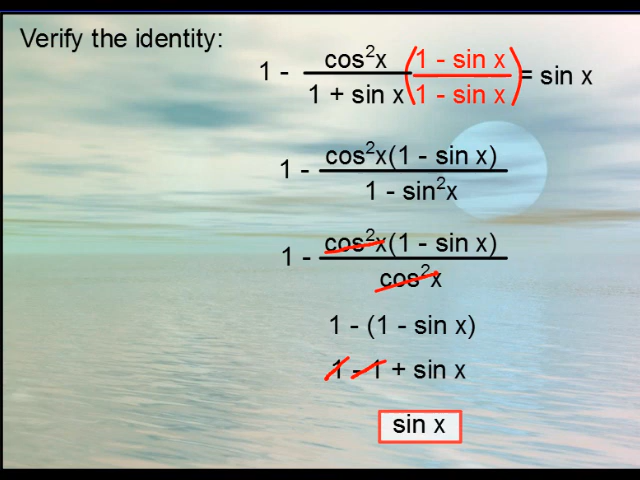 Verify the identity:
1 - cos²x / 1 + sin x (1 - sin x / 1 - sin x) = sin x
1 - cos²x(1 - sin x) / 1 - sin²x
1 - cos²x(1 - sin x) / cos²x
1 - (1 - sin x)
1 - 1 + sin x
sin x